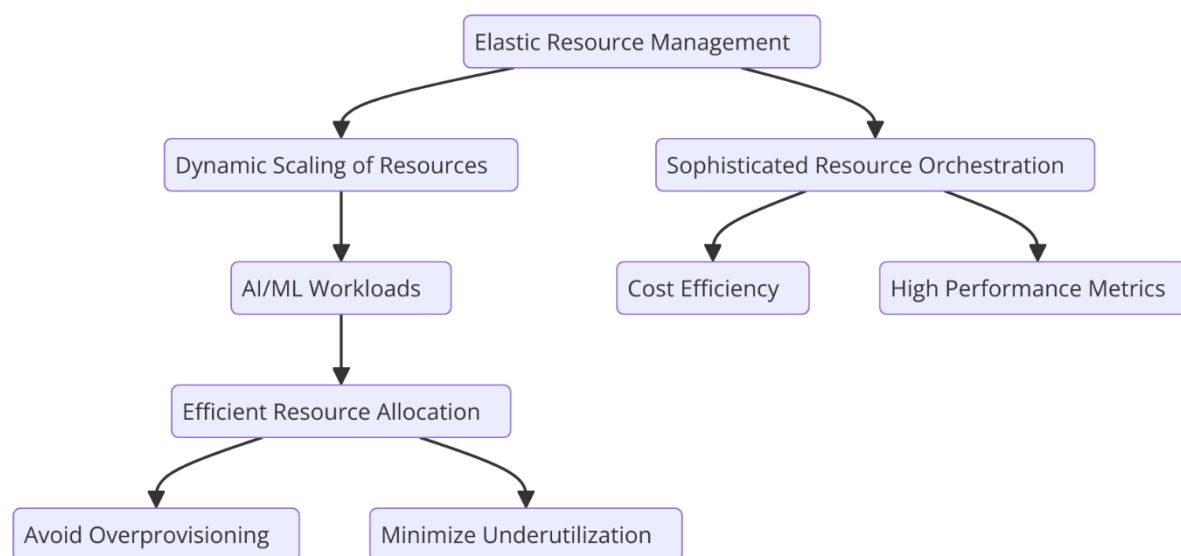 Elastic Resource Management
Dynamic Scaling of Resources
Sophisticated Resource Orchestration
AI/ML Workloads
Cost Efficiency
High Performance Metrics
Efficient Resource Allocation
Avoid Overprovisioning
Minimize Underutilization